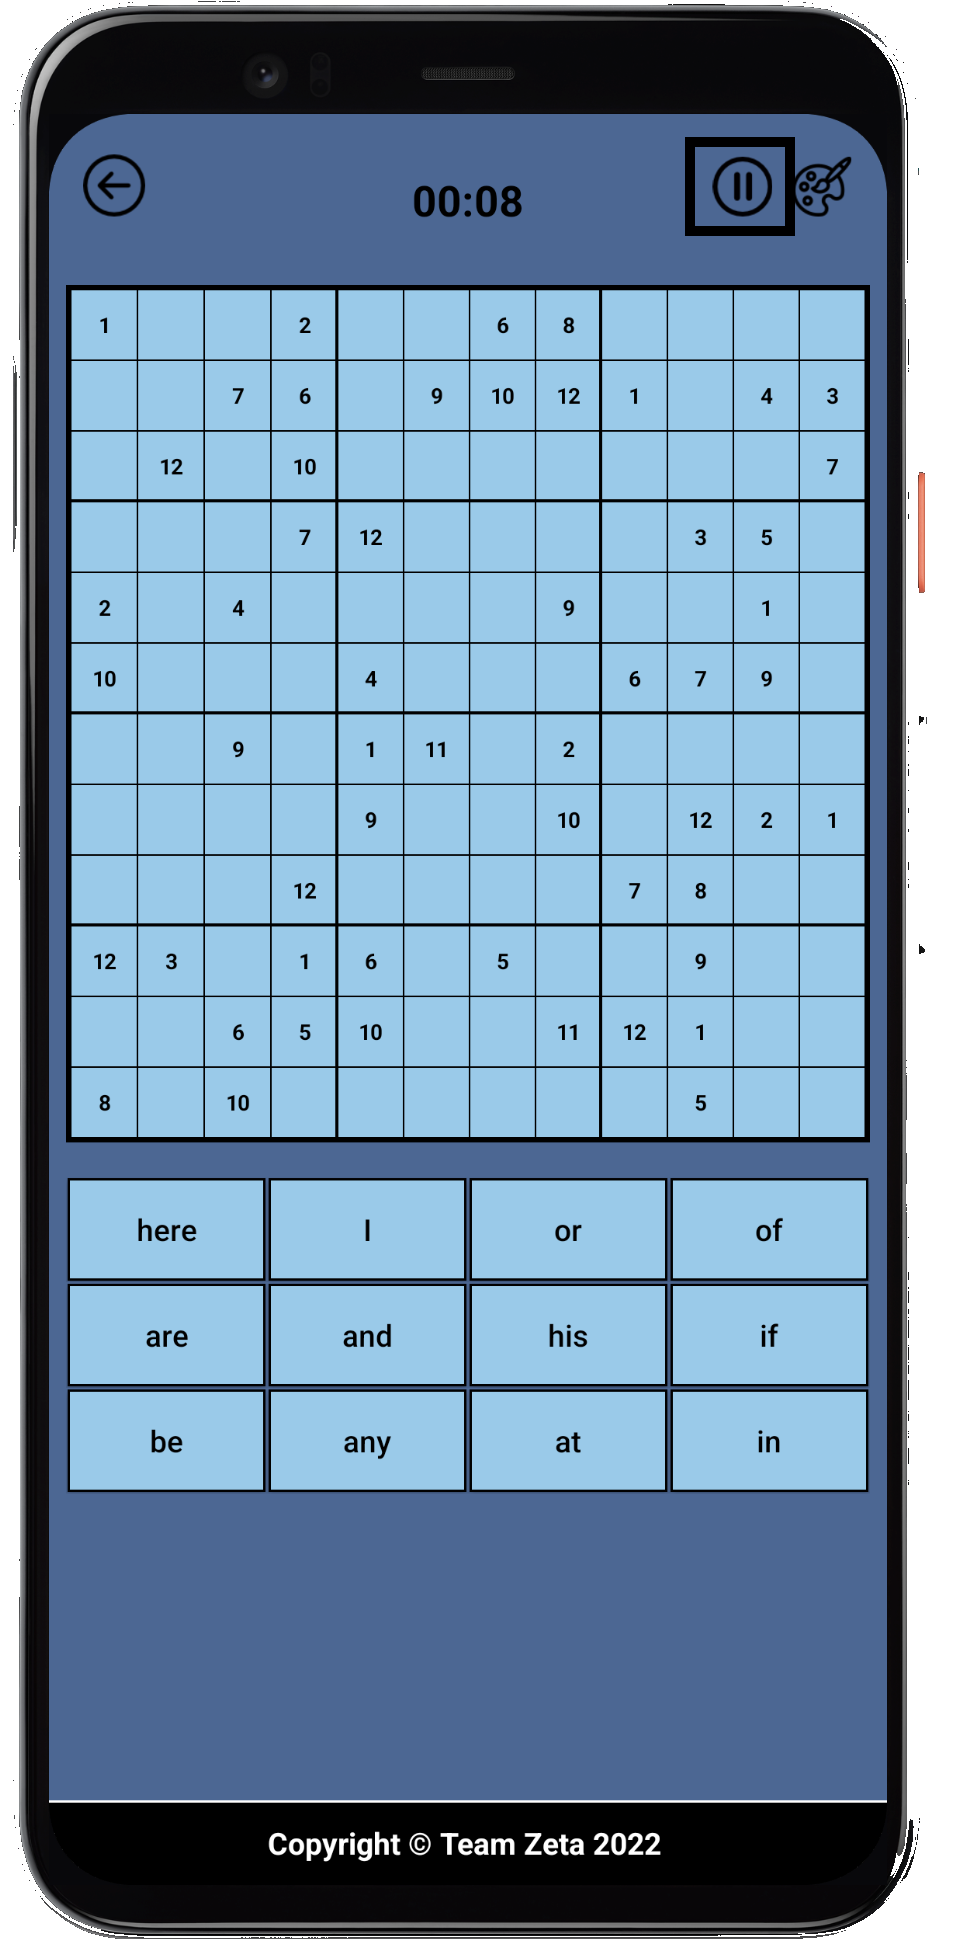 00:08
1 2 6 8
7 6 9 10 12 1 4 3
12 10 7
7 12 3 5
2 4 9 1
10 4 6 7 9
9 1 11 2
9 10 12 2 1
12 7 8
12 3 1 6 5 9
6 5 10 11 12 1
8 10 5
here I or of
are and his if
be any at in
Copyright © Team Zeta 2022